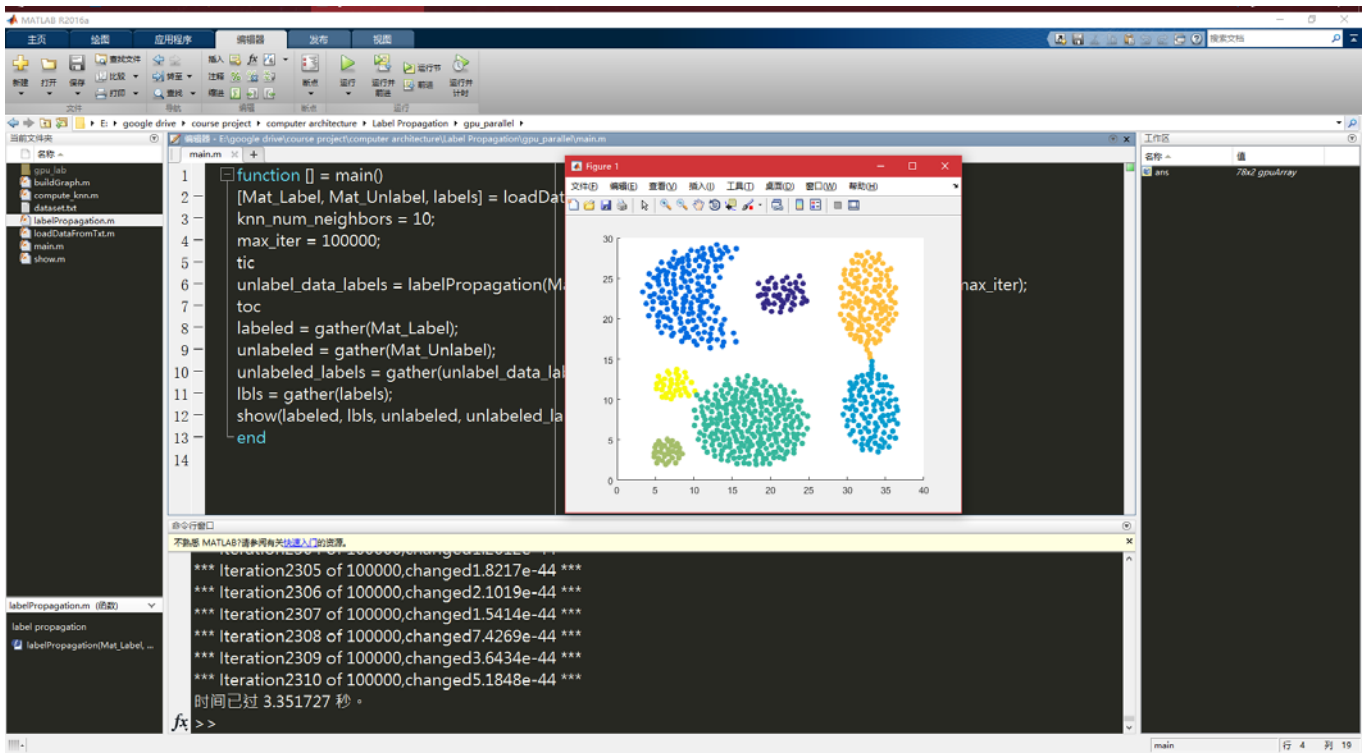 MATLAB R2016a
主页 绘图 应用程序 编辑器 发布 视图
搜索文档
新建 打开 保存 查找文件 比较 打印 转至 查找 插入 fx 注释 缩进 断点 运行 运行并前进 运行节 前进 运行并计时
文件 导航 编辑 断点 运行
E: google drive course project computer architecture Label Propagation gpu_parallel
当前文件夹
名称
gpu_lab
buildGraph.m
compute_knn.m
dataset.txt
labelPropagation.m
loadDataFromTxt.m
main.m
show.m
labelPropagation.m (函数)
label propagation
labelPropagation(Mat_Label, ...
编辑器 - E:\google drive\course project\computer architecture\Label Propagation\gpu_parallel\main.m
main.m
1 function [] = main()
2 [Mat_Label, Mat_Unlabel, labels] = loadDat
3 knn_num_neighbors = 10;
4 max_iter = 100000;
5 tic
6 unlabel_data_labels = labelPropagation(M nax_iter);
7 toc
8 labeled = gather(Mat_Label);
9 unlabeled = gather(Mat_Unlabel);
10 unlabeled_labels = gather(unlabel_data_lal
11 lbls = gather(labels);
12 show(labeled, lbls, unlabeled, unlabeled_la
13 end
14
Figure 1
文件(F) 编辑(E) 查看(V) 插入(I) 工具(T) 桌面(D) 窗口(W) 帮助(H)
30
25
20
15
10
5
0
0 5 10 15 20 25 30 35 40
工作区
名称 值
ans 78x2 gpuArray
命令行窗口
不熟悉 MATLAB?请参阅有关快速入门的资源。
*** Iteration2305 of 100000,changed1.8217e-44 ***
*** Iteration2306 of 100000,changed2.1019e-44 ***
*** Iteration2307 of 100000,changed1.5414e-44 ***
*** Iteration2308 of 100000,changed7.4269e-44 ***
*** Iteration2309 of 100000,changed3.6434e-44 ***
*** Iteration2310 of 100000,changed5.1848e-44 ***
时间已过 3.351727 秒。
fx >>
main 行 4 列 19